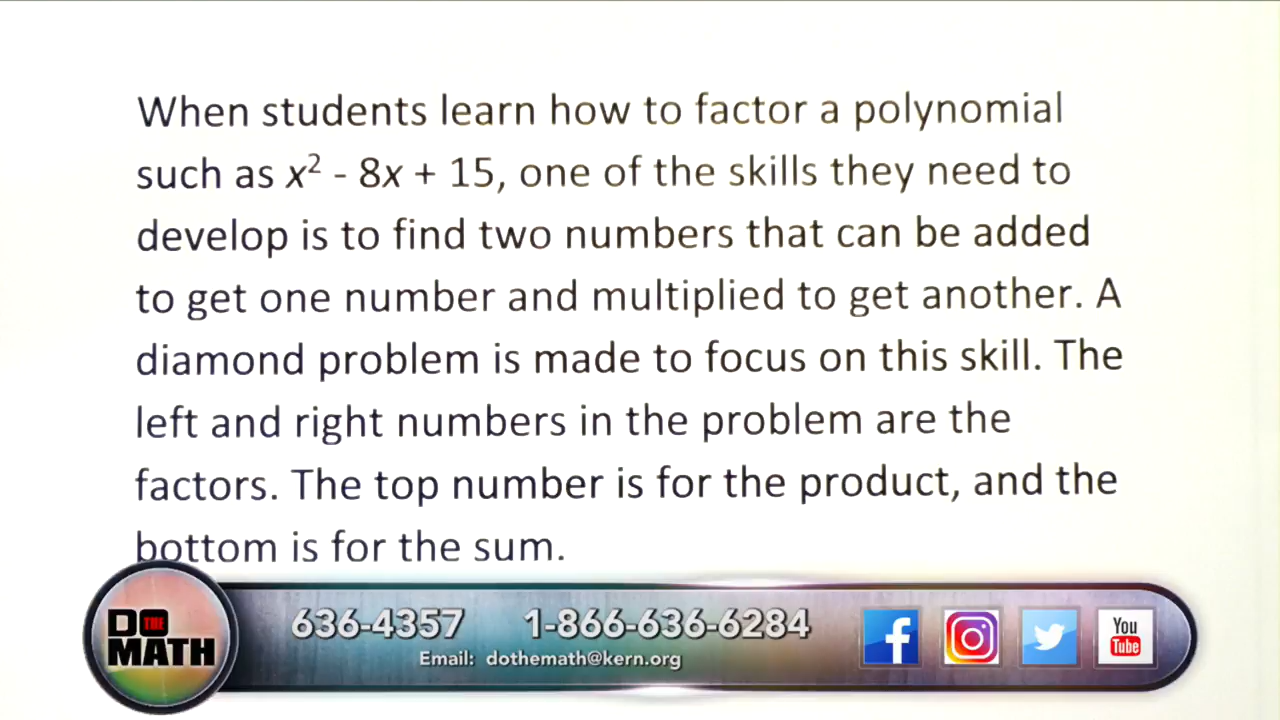 When students learn how to factor a polynomial
such as x² - 8x + 15, one of the skills they need to
develop is to find two numbers that can be added
to get one number and multiplied to get another. A
diamond problem is made to focus on this skill. The
left and right numbers in the problem are the
factors. The top number is for the product, and the
bottom is for the sum.
DO THE MATH
636-4357 1-866-636-6284
Email: dothemath@kern.org
You Tube